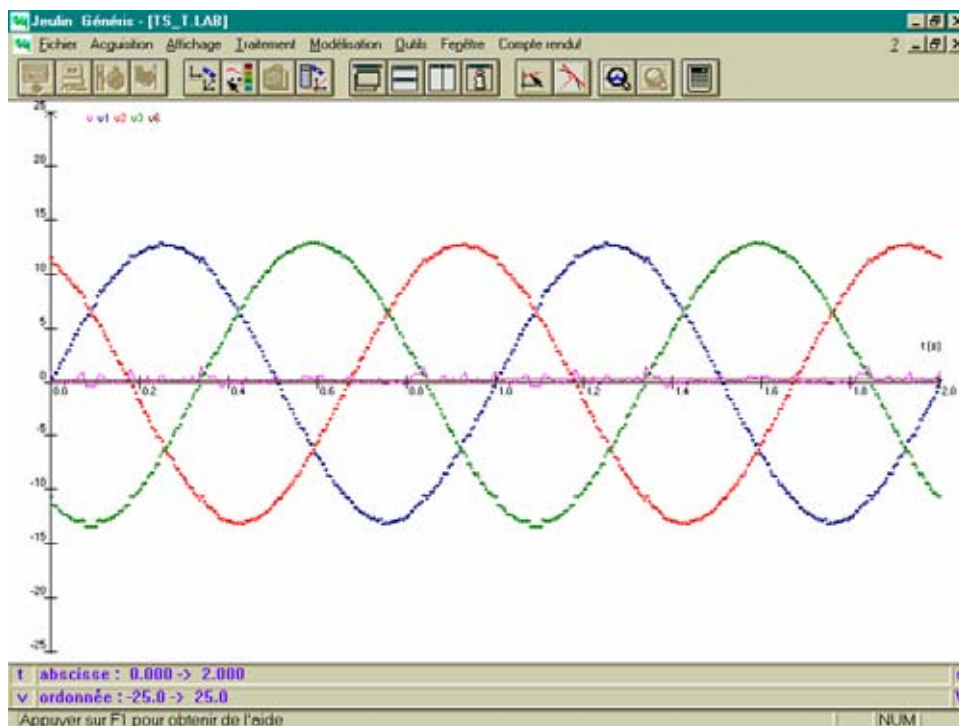 Jeulin Généris - [TS_T.LAB]
Fichier Acquisition Affichage Traitement Modélisation Outils Fenêtre Compte rendu! ?
25
v v1 v2 v3 v6
20
15
10
5
0
t(s)
0.0 0.2 0.4 0.6 0.8 1.2 1.4 1.6 1.8 2.0
-5
-10
-15
-20
-25
t abscisse : 0.000 -> 2.000
v ordonnée : -25.0 -> 25.0
Appuyer sur F1 pour obtenir de l'aide NUM